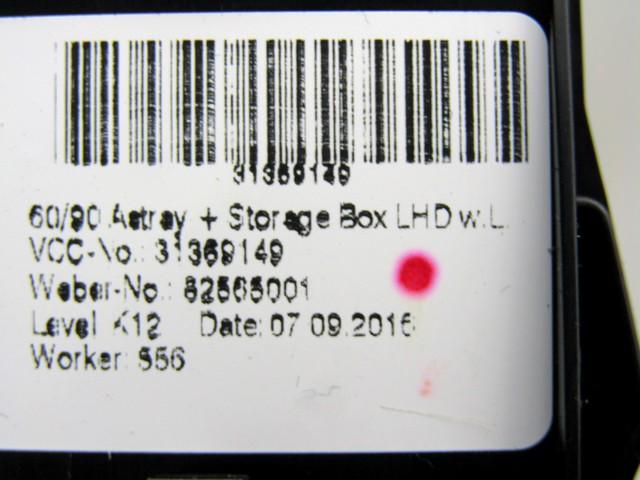 31369149
60/90 Astray + Storage Box LHD w.L.
VCC-No.: 31369149
Weber-No.: 82565001
Level K12 Date: 07 09.2016
Worker: 856